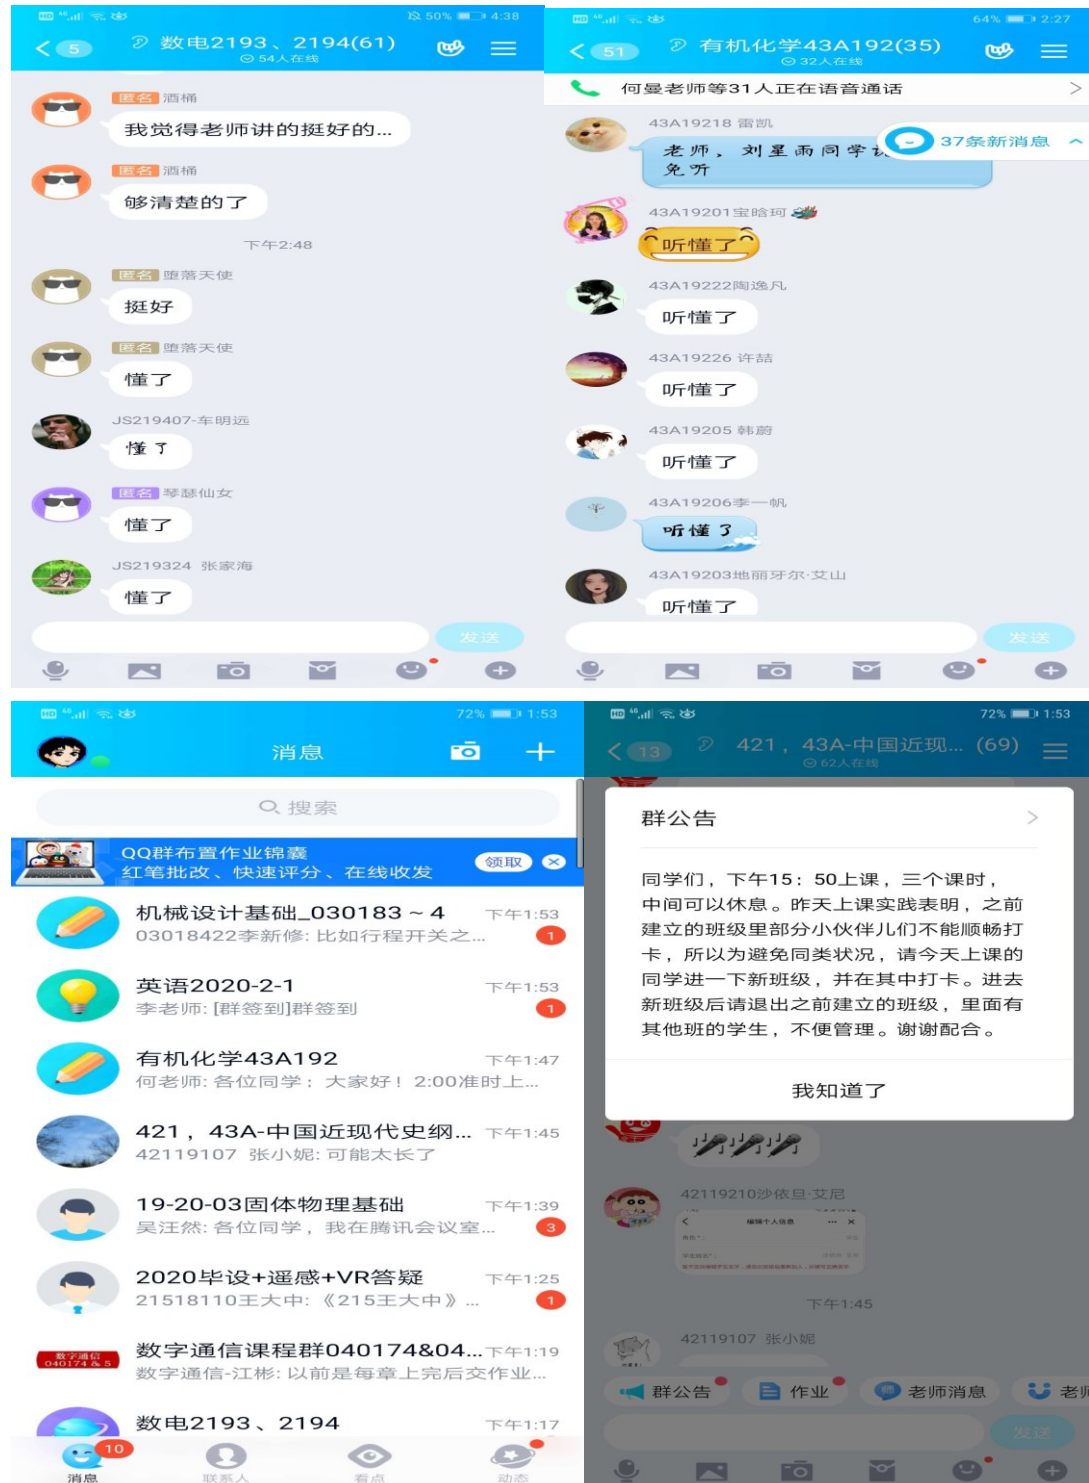 50% 4:38
5
数电2193、2194(61)
54人在线
匿名 酒桶
我觉得老师讲的挺好的...
匿名 酒桶
够清楚的了
下午2:48
匿名 堕落天使
挺好
匿名 堕落天使
懂了
JS219407-车明远
懂了
匿名 琴瑟仙女
懂了
JS219324 张家海
懂了
发送
64% 2:27
51
有机化学43A192(35)
32人在线
何曼老师等31人正在语音通话
43A19218 雷凯
37条新消息
老师，刘星雨同学
免听
43A19201宝晗珂
听懂了
43A19222陶逸凡
听懂了
43A19226 许喆
听懂了
43A19205 韩蔚
听懂了
43A19206李一帆
听懂了
43A19203地丽牙尔·艾山
听懂了
发送
72% 1:53
消息
搜索
QQ群布置作业锦囊
红笔批改、快速评分、在线收发
领取
机械设计基础_030183～4 下午1:53
03018422李新修: 比如行程开关之... 1
英语2020-2-1 下午1:53
李老师: [群签到]群签到 1
有机化学43A192 下午1:47
何老师: 各位同学：大家好！2:00准时上...
421，43A-中国近现代史纲... 下午1:45
42119107 张小妮: 可能太长了
19-20-03固体物理基础 下午1:39
吴汪然: 各位同学，我在腾讯会议室... 3
2020毕设+遥感+VR答疑 下午1:25
21518110王大中: 《215王大中》... 1
数字通信
040174 & 5
数字通信课程群040174&04... 下午1:19
数字通信-江彬: 以前是每章上完后交作业...
数电2193、2194 下午1:17
10
消息 联系人 看点 动态
72% 1:53
13
421，43A-中国近现... (69)
62人在线
群公告
同学们，下午15：50上课，三个课时，
中间可以休息。昨天上课实践表明，之前
建立的班级里部分小伙伴儿们不能顺畅打
卡，所以为避免同类状况，请今天上课的
同学进一下新班级，并在其中打卡。进去
新班级后请退出之前建立的班级，里面有
其他班的学生，不便管理。谢谢配合。
我知道了
42119210沙依旦·艾尼
编辑个人信息
下午1:45
42119107 张小妮
群公告 作业 老师消息 老师
发送